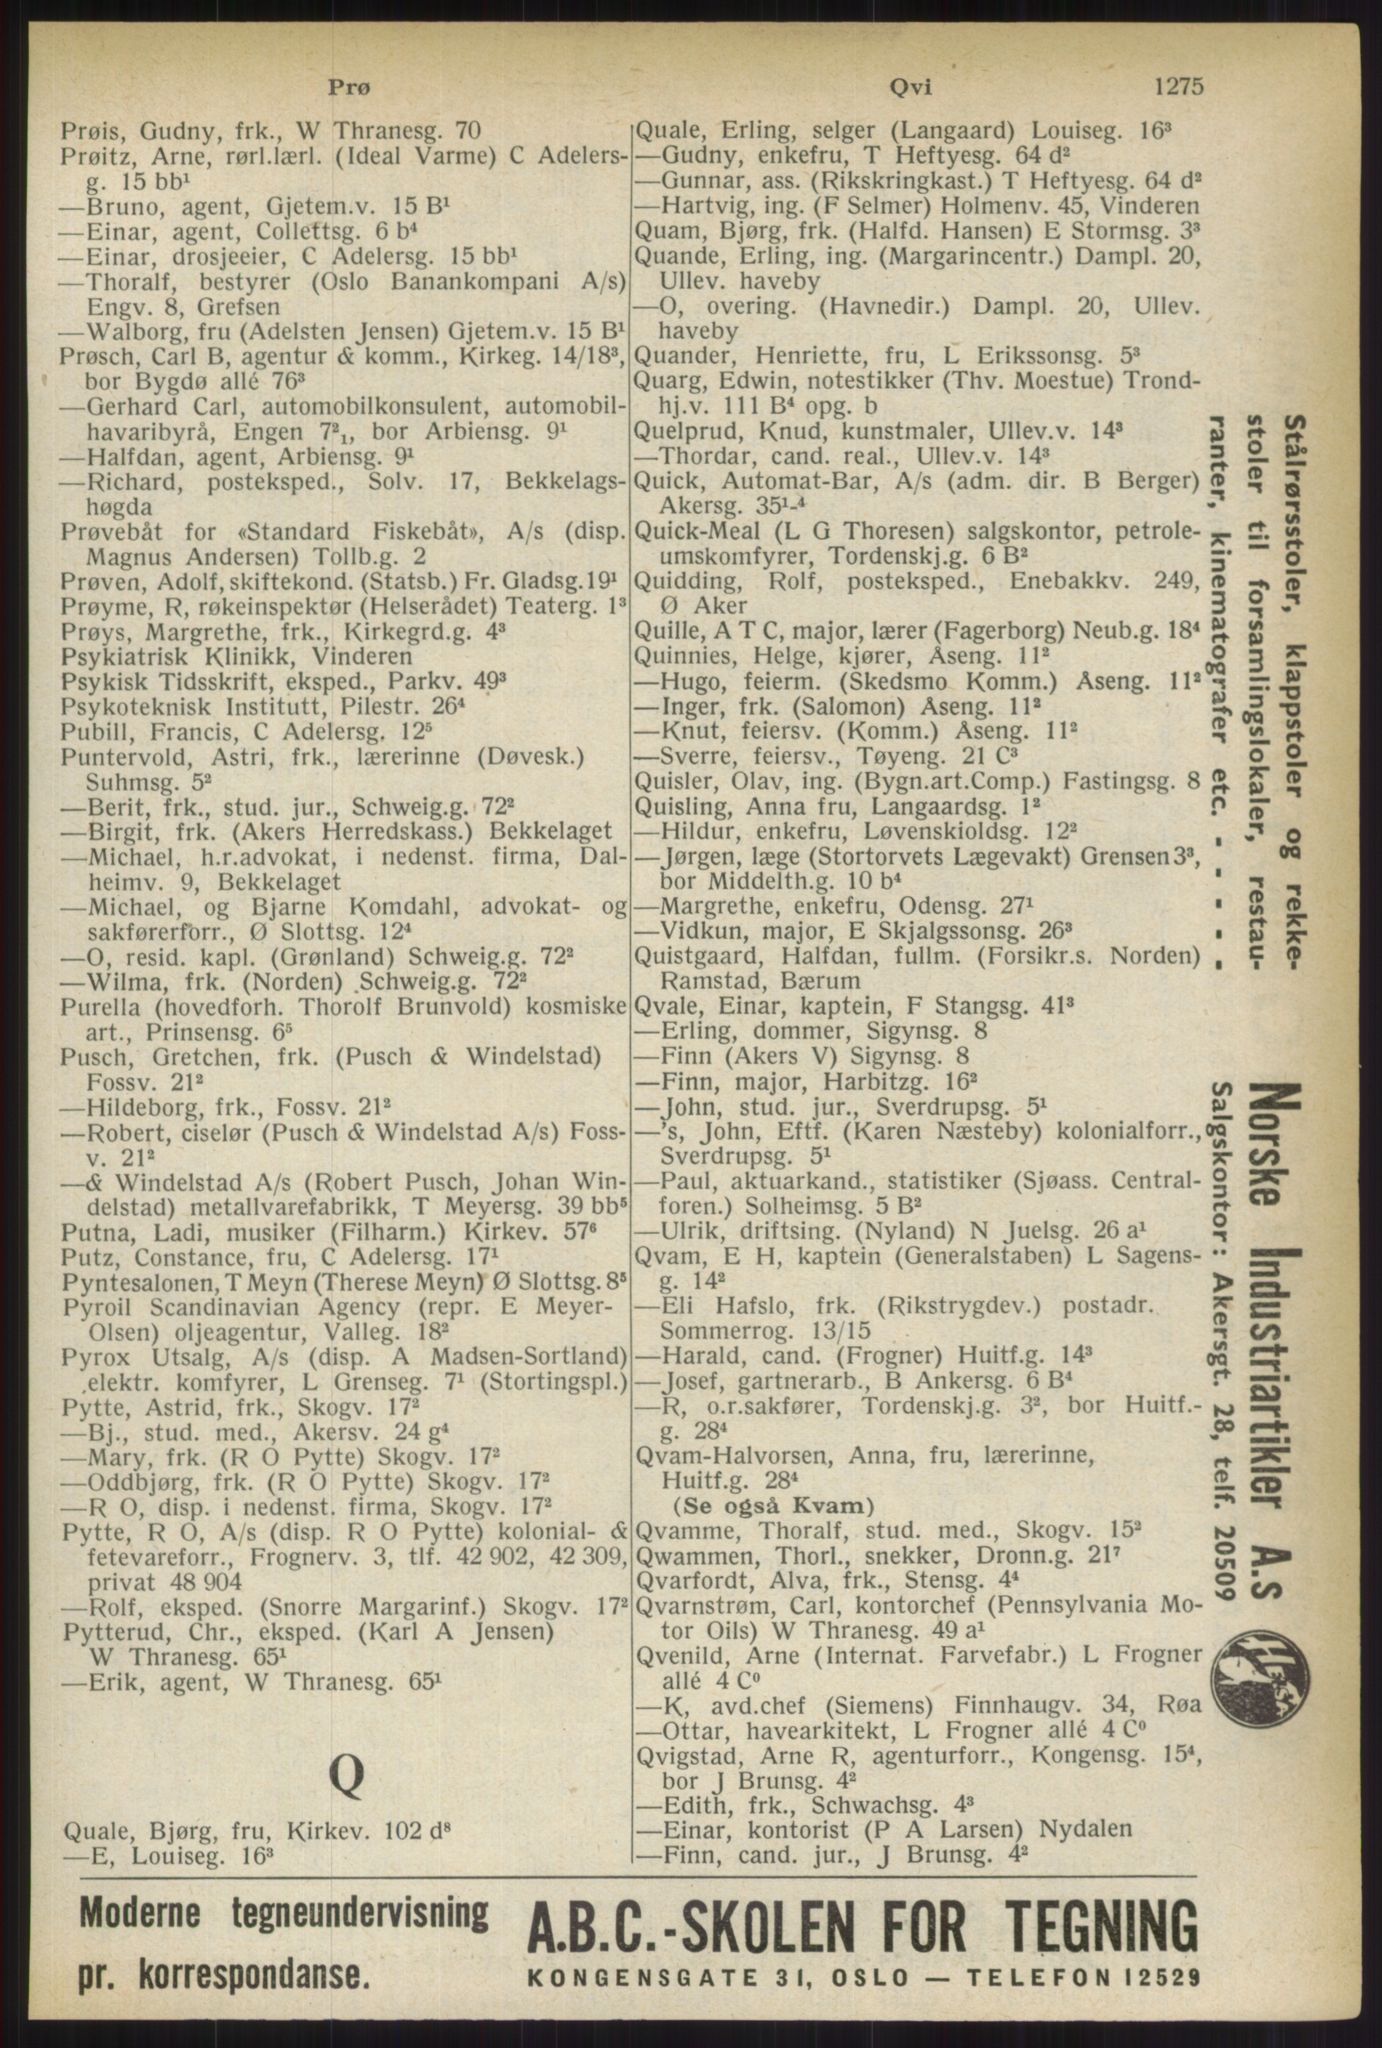 Prø
Qvi
1275
Prøis, Gudny, frk., W Thranesg. 70
Prøitz, Arne, rørl.lærl. (Ideal Varme) C Adelers-
g. 15 bb¹
—Bruno, agent, Gjetem.v. 15 B¹
—Einar, agent, Collettsg. 6 b⁴
—Einar, drosjeeier, C Adelersg. 15 bb¹
—Thoralf, bestyrer (Oslo Banankompani A/s)
Engv. 8, Grefsen
—Walborg, fru (Adelsten Jensen) Gjetem.v. 15 B¹
Prøsch, Carl B, agentur & komm., Kirkeg. 14/18³,
bor Bygdø allé 76³
—Gerhard Carl, automobilkonsulent, automobil-
havaribyrå, Engen 7²₁, bor Arbiensg. 9¹
—Halfdan, agent, Arbiensg. 9¹
—Richard, posteksped., Solv. 17, Bekkelags-
høgda
Prøvebåt for «Standard Fiskebåt», A/s (disp.
Magnus Andersen) Tollb.g. 2
Prøven, Adolf, skiftekond. (Statsb.) Fr. Gladsg. 19¹
Prøyme, R, røkeinspektør (Helserådet) Teaterg. 1³
Prøys, Margrethe, frk., Kirkegrd.g. 4³
Psykiatrisk Klinikk, Vinderen
Psykisk Tidsskrift, eksped., Parkv. 49³
Psykoteknisk Institutt, Pilestr. 26⁴
Pubill, Francis, C Adelersg. 12⁵
Puntervold, Astri, frk., lærerinne (Døvesk.)
Suhmsg. 5²
—Berit, frk., stud. jur., Schweig.g. 72²
—Birgit, frk. (Akers Herredskass.) Bekkelaget
—Michael, h.r.advokat, i nedenst. firma, Dal-
heimv. 9, Bekkelaget
—Michael, og Bjarne Komdahl, advokat- og
sakførerforr., Ø Slottsg. 12⁴
—O, resid. kapl. (Grønland) Schweig.g. 72²
—Wilma, frk. (Norden) Schweig.g. 72²
Purella (hovedforh. Thorolf Brunvold) kosmiske
art., Prinsensg. 6⁵
Pusch, Gretchen, frk. (Pusch & Windelstad)
Fossv. 21²
—Hildeborg, frk., Fossv. 21²
—Robert, ciselør (Pusch & Windelstad A/s) Foss-
v. 21²
—& Windelstad A/s (Robert Pusch, Johan Win-
delstad) metallvarefabrikk, T Meyersg. 39 bb⁵
Putna, Ladi, musiker (Filharm.) Kirkev. 57⁶
Putz, Constance, fru, C Adelersg. 17¹
Pyntesalonen, T Meyn (Therese Meyn) Ø Slottsg. 8⁵
Pyroil Scandinavian Agency (repr. E Meyer-
Olsen) oljeagentur, Valleg. 18²
Pyrox Utsalg, A/s (disp. A Madsen-Sortland)
elektr. komfyrer, L Grenseg. 7¹ (Stortingspl.)
Pytte, Astrid, frk., Skogv. 17²
—Bj., stud. med., Akersv. 24 g⁴
—Mary, frk. (R O Pytte) Skogv. 17²
—Oddbjørg, frk. (R O Pytte) Skogv. 17²
—R O, disp. i nedenst. firma, Skogv. 17²
Pytte, R O, A/s (disp. R O Pytte) kolonial- &
fetevareforr., Frognerv. 3, tlf. 42 902, 42 309,
privat 48 904
—Rolf, eksped. (Snorre Margarinf.) Skogv. 17²
Pytterud, Chr., eksped. (Karl A Jensen)
W Thranesg. 65¹
—Erik, agent, W Thranesg. 65¹
Q
Quale, Bjørg, fru, Kirkev. 102 d⁸
—E, Louiseg. 16³
Quale, Erling, selger (Langaard) Louiseg. 16³
—Gudny, enkefru, T Heftyesg. 64 d²
—Gunnar, ass. (Rikskringkast.) T Heftyesg. 64 d²
—Hartvig, ing. (F Selmer) Holmenv. 45, Vinderen
Quam, Bjørg, frk. (Halfd. Hansen) E Stormsg. 3³
Quande, Erling, ing. (Margarincentr.) Dampl. 20,
Ullev. haveby
—O, overing. (Havnedir.) Dampl. 20, Ullev.
haveby
Quander, Henriette, fru, L Erikssonsg. 5³
Quarg, Edwin, notestikker (Thv. Moestue) Trond-
hj.v. 111 B⁴ opg. b
Quelprud, Knud, kunstmaler, Ullev.v. 14³
—Thordar, cand. real., Ullev.v. 14³
Quick, Automat-Bar, A/s (adm. dir. B Berger)
Akersg. 35¹-⁴
Quick-Meal (L G Thoresen) salgskontor, petrole-
umskomfyrer, Tordenskj.g. 6 B²
Quidding, Rolf, posteksped., Enebakkv. 249,
Ø Aker
Quille, A T C, major, lærer (Fagerborg) Neub.g. 18⁴
Quinnies, Helge, kjører, Åseng. 11²
—Hugo, feierm. (Skedsmo Komm.) Åseng. 11²
—Inger, frk. (Salomon) Åseng. 11²
—Knut, feiersv. (Komm.) Åseng. 11²
—Sverre, feiersv., Tøyeng. 21 C³
Quisler, Olav, ing. (Bygn.art.Comp.) Fastingsg. 8
Quisling, Anna fru, Langaardsg. 1²
—Hildur, enkefru, Løvenskioldsg. 12²
—Jørgen, læge (Stortorvets Lægevakt) Grensen 3³,
bor Middelth.g. 10 b⁴
—Margrethe, enkefru, Odensg. 27¹
—Vidkun, major, E Skjalgssonsg. 26³
Quistgaard, Halfdan, fullm. (Forsikr.s. Norden)
Ramstad, Bærum
Qvale, Einar, kaptein, F Stangsg. 41³
—Erling, dommer, Sigynsg. 8
—Finn (Akers V) Sigynsg. 8
—Finn, major, Harbitzg. 16²
—John, stud. jur., Sverdrupsg. 5¹
—'s, John, Eftf. (Karen Næsteby) kolonialforr.,
Sverdrupsg. 5¹
—Paul, aktuarkand., statistiker (Sjøass. Central-
foren.) Solheimsg. 5 B²
—Ulrik, driftsing. (Nyland) N Juelsg. 26 a¹
Qvam, E H, kaptein (Generalstaben) L Sagens-
g. 14²
—Eli Hafslo, frk. (Rikstrygdev.) postadr.
Sommerrog. 13/15
—Harald, cand. (Frogner) Huitf.g. 14³
—Josef, gartnerarb., B Ankersg. 6 B⁴
—R, o.r.sakfører, Tordenskj.g. 3², bor Huitf.-
g. 28⁴
Qvam-Halvorsen, Anna, fru, lærerinne,
Huitf.g. 28⁴
(Se også Kvam)
Qvamme, Thoralf, stud. med., Skogv. 15²
Qwammen, Thorl., snekker, Dronn.g. 21⁷
Qvarfordt, Alva, frk., Stensg. 4⁴
Qvarnstrøm, Carl, kontorchef (Pennsylvania Mo-
tor Oils) W Thranesg. 49 a¹
Qvenild, Arne (Internat. Farvefabr.) L Frogner
allé 4 C⁰
—K, avd.chef (Siemens) Finnhaugv. 34, Røa
—Ottar, havearkitekt, L Frogner allé 4 C⁰
Qvigstad, Arne R, agenturforr., Kongensg. 15⁴,
bor J Brunsg. 4²
—Edith, frk., Schwachsg. 4³
—Einar, kontorist (P A Larsen) Nydalen
—Finn, cand. jur., J Brunsg. 4²
Stålrørsstoler, klappstoler og rekke-
stoler til forsamlingslokaler, restau-
ranter, kinematografer etc. - - - - -
Norske Industriartikler A.s
Salgskontor: Akersgt. 28, telf. 20509
Moderne tegneundervisning
pr. korrespondanse.
A.B.C.-SKOLEN FOR TEGNING
KONGENSGATE 31, OSLO — TELEFON 12529